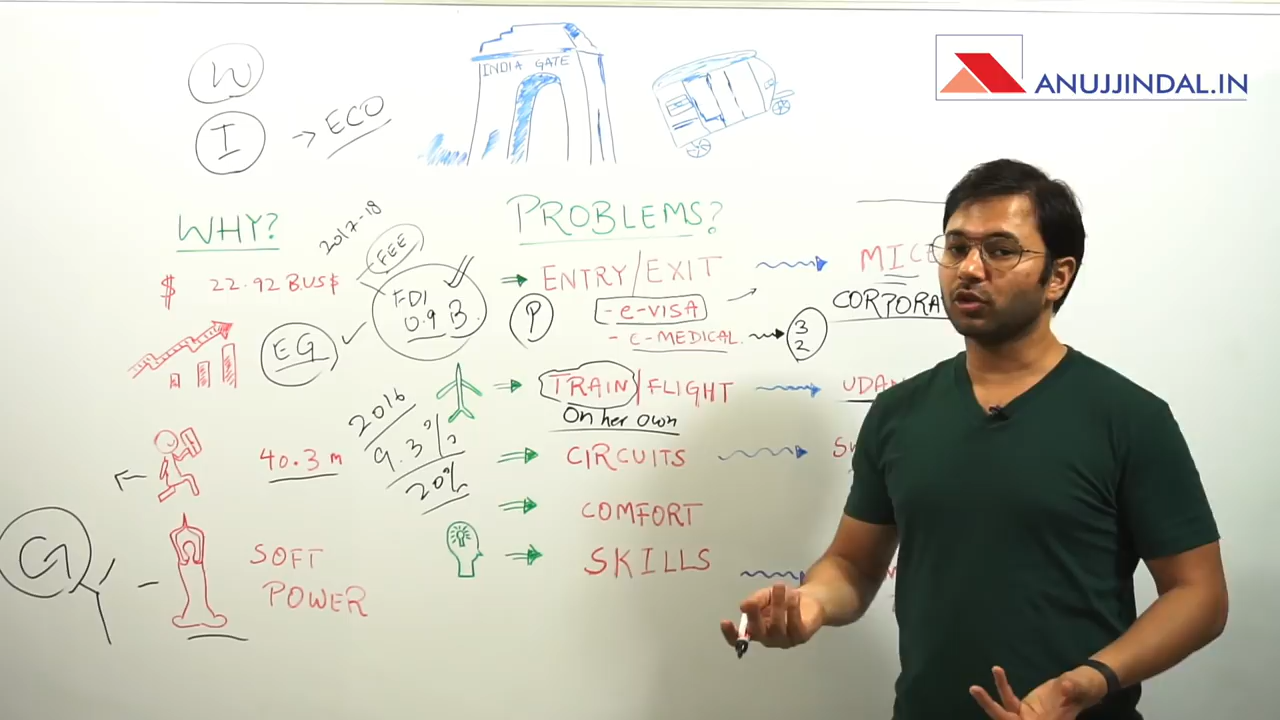 W
I → ECO
INDIA GATE
ANUJJINDAL.IN
WHY?
2017-18
FEE
$ 22.92 BUS$
FDI
0.9 B
EG
40.3 m
2016
9.3%
20%
G
SOFT
POWER
PROBLEMS?
ENTRY/EXIT
P
- e-VISA
- C-MEDICAL.
3
2
TRAIN/FLIGHT
On her own
CIRCUITS
COMFORT
SKILLS
MICE
CORPORA
UDAN